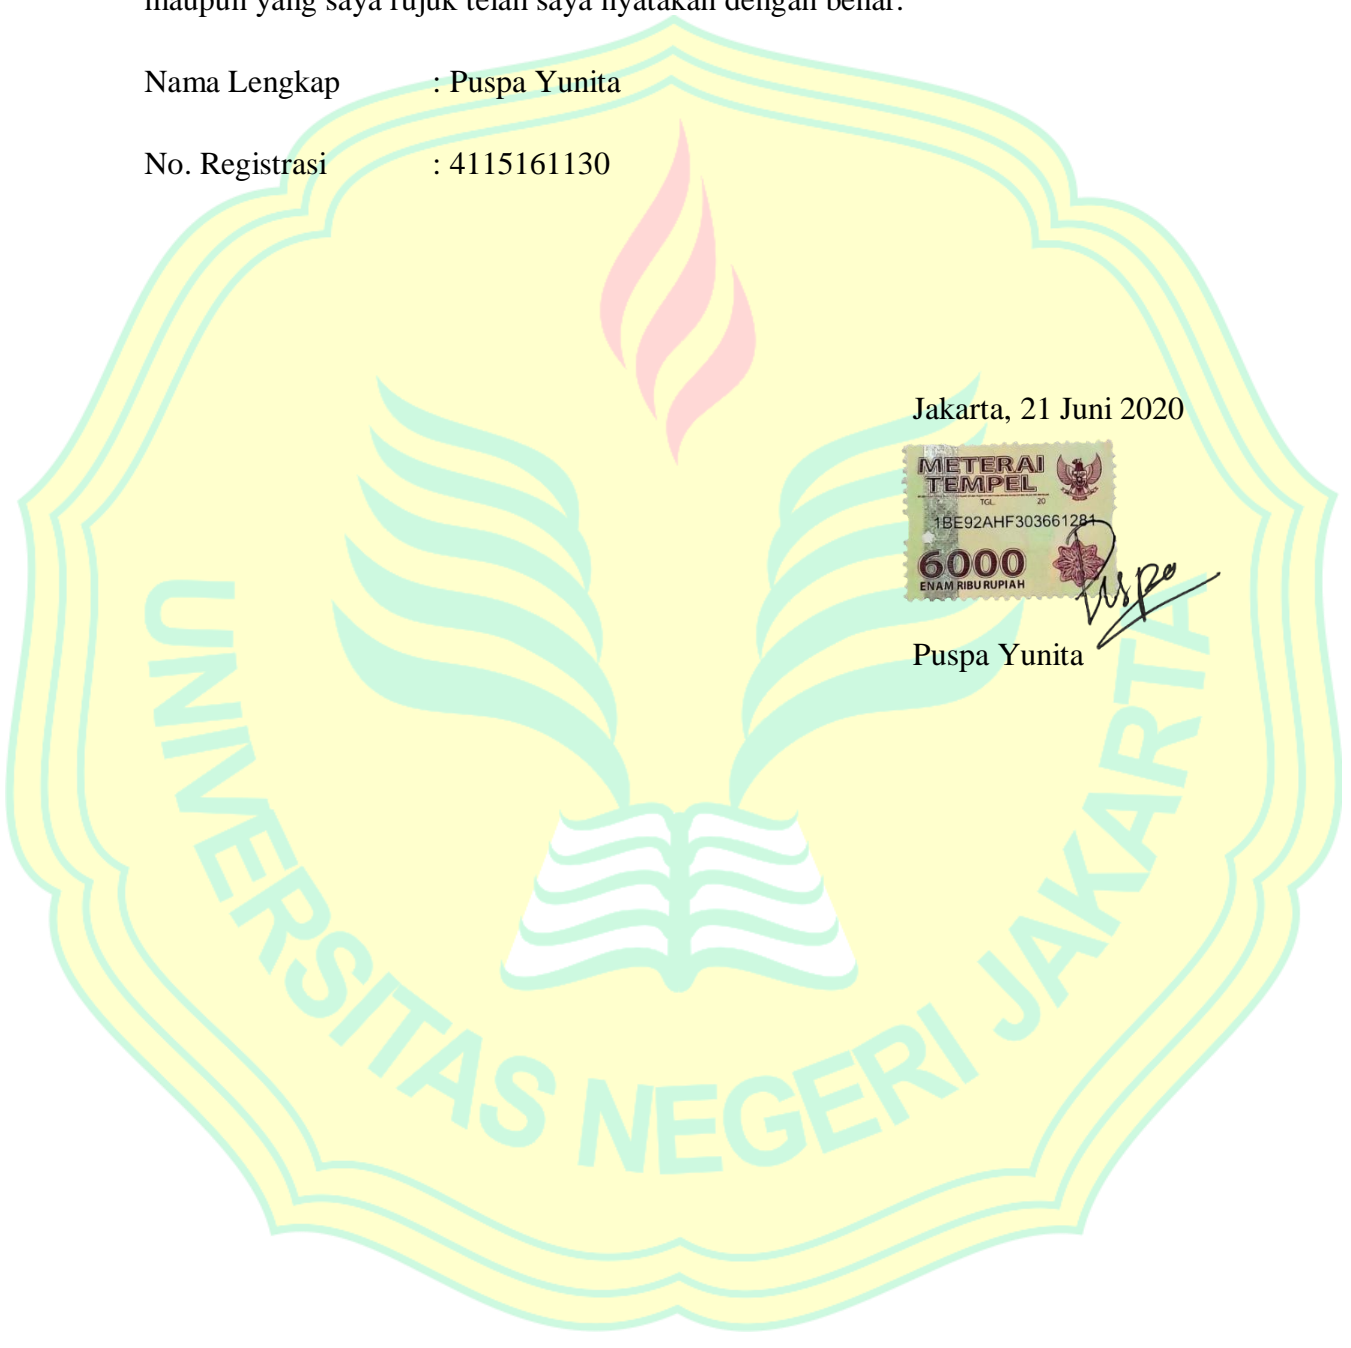 maupun yang saya rujuk telah saya nyatakan dengan benar.
Nama Lengkap : Puspa Yunita
No. Registrasi : 4115161130
Jakarta, 21 Juni 2020
METERAI
TEMPEL
TGL. 20
1BE92AHF303661281
6000
ENAM RIBU RUPIAH
Puspa
Puspa Yunita
UNIVERSITAS NEGERI JAKARTA